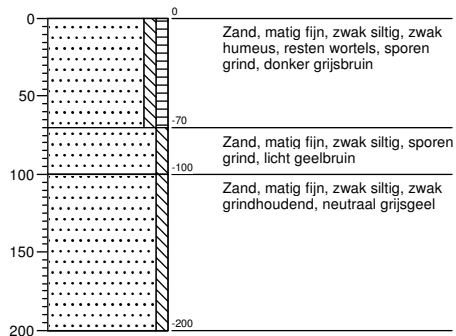 0
0
Zand, matig fijn, zwak siltig, zwak
humeus, resten wortels, sporen
grind, donker grijsbruin
50
-70
Zand, matig fijn, zwak siltig, sporen
grind, licht geelbruin
100
-100
Zand, matig fijn, zwak siltig, zwak
grindhoudend, neutraal grijsgeel
150
200
-200